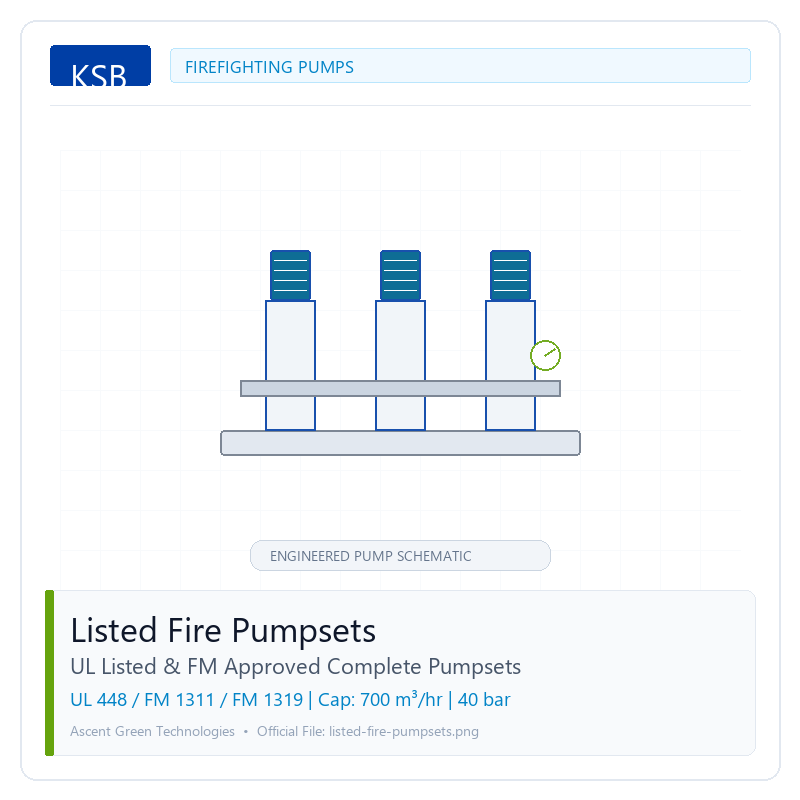 KSB
FIREFIGHTING PUMPS
ENGINEERED PUMP SCHEMATIC
Listed Fire Pumpsets
UL Listed & FM Approved Complete Pumpsets
UL 448 / FM 1311 / FM 1319 | Cap: 700 m³/hr | 40 bar
Ascent Green Technologies • Official File: listed-fire-pumpsets.png